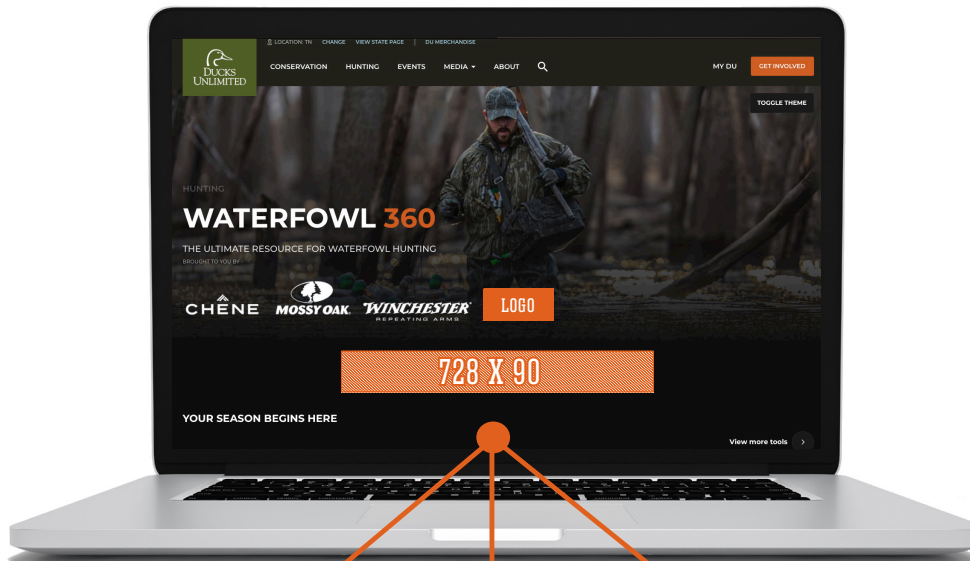 LOCATION: TN CHANGE VIEW STATE PAGE | DU MERCHANDISE
DUCKS
UNLIMITED
CONSERVATION HUNTING EVENTS MEDIA ABOUT
MY DU GET INVOLVED
TOGGLE THEME
HUNTING
WATERFOWL 360
THE ULTIMATE RESOURCE FOR WATERFOWL HUNTING
BROUGHT TO YOU BY
CHÊNE MOSSY OAK. WINCHESTER LOGO
REPEATING ARMS
728 X 90
YOUR SEASON BEGINS HERE
View more tools